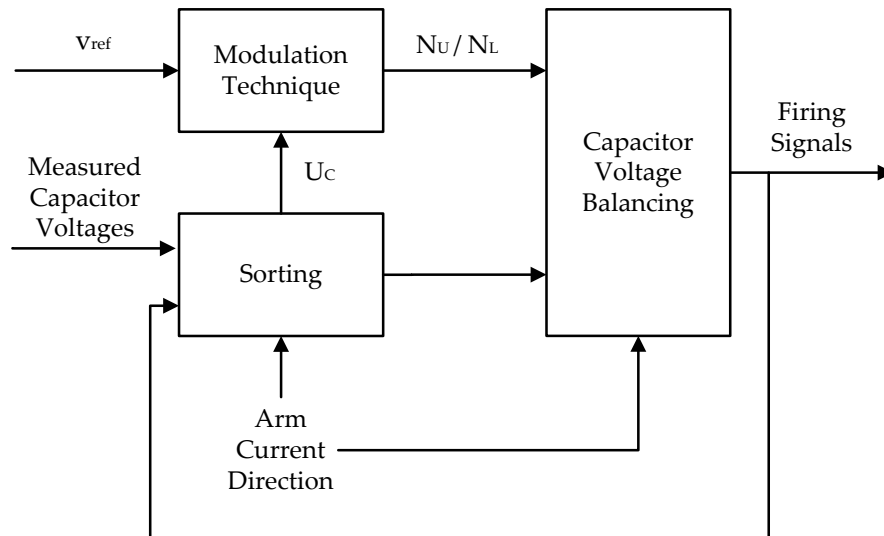 vref
Modulation
Technique
NU / NL
Capacitor
Voltage
Balancing
Firing
Signals
Measured
Capacitor
Voltages
UC
Sorting
Arm
Current
Direction